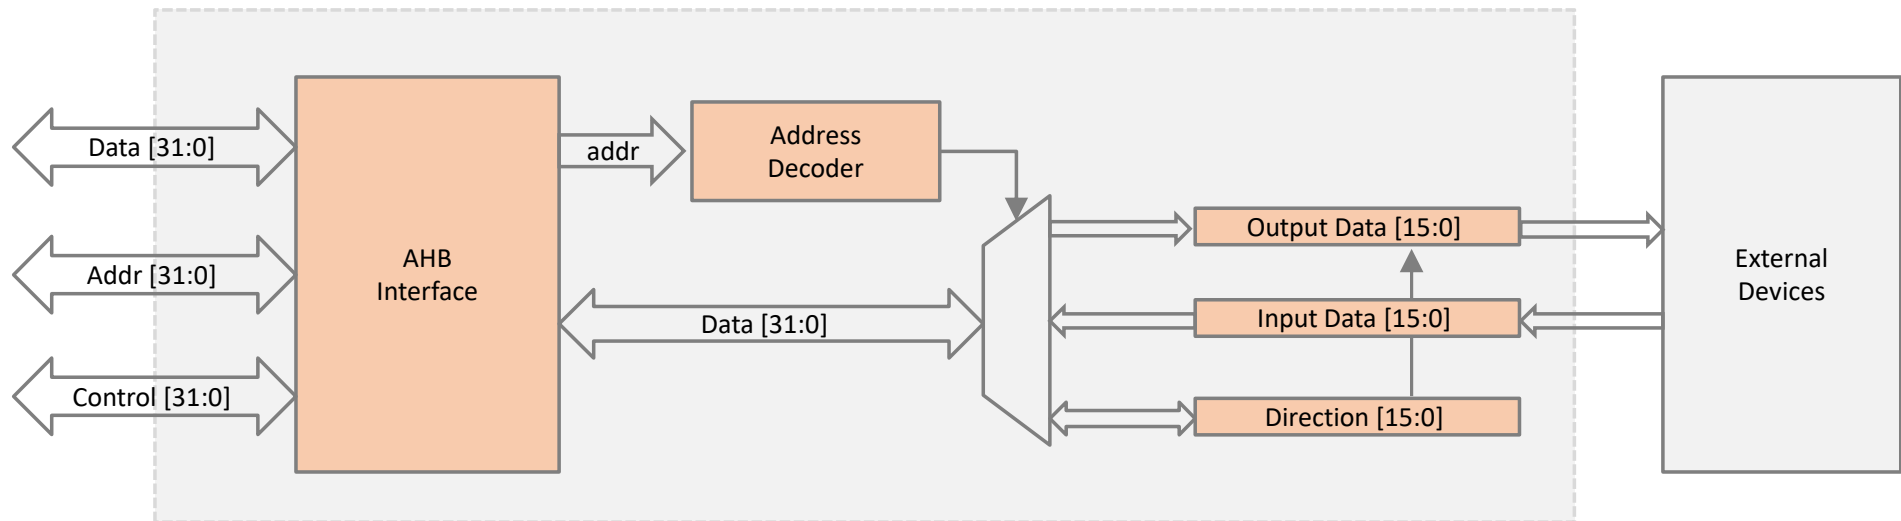 Data [31:0]
Addr [31:0]
Control [31:0]
AHB
Interface
addr
Address
Decoder
Data [31:0]
Output Data [15:0]
Input Data [15:0]
Direction [15:0]
External
Devices